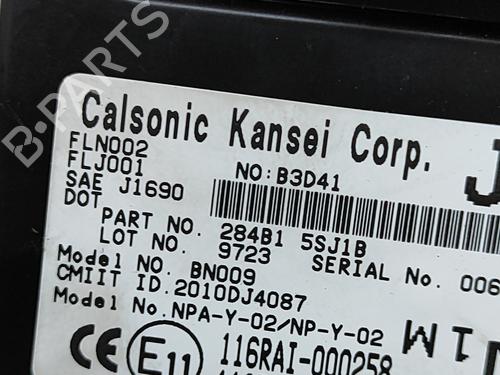 B-PARTS
Calsonic Kansei Corp.
FLN002
FLJ001 NO:B3D41
SAE J1690
DOT
PART NO. 284B1 5SJ1B
LOT NO. 9723 SERIAL No. 006
Model NO. BN009
CMIIT ID.2010DJ4087
Model No.NPA-Y-02/NP-Y-02
CE E11 116RAI-000258